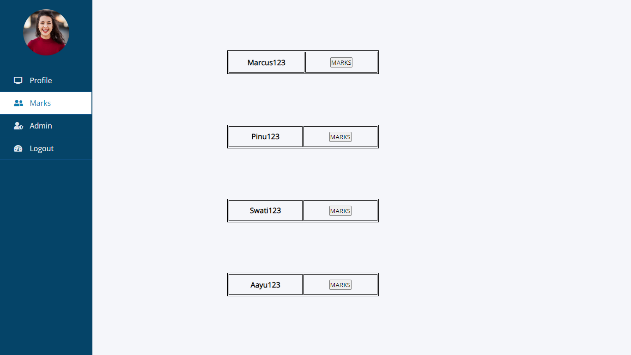 Profile
Marks
Admin
Logout
Marcus123 MARKS
Pinu123 MARKS
Swati123 MARKS
Aayu123 MARKS